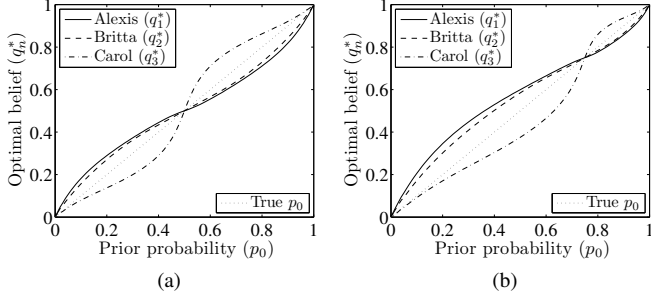 1
0.8
0.6
0.4
0.2
0
Optimal belief (q*n)
Alexis (q*1)
Britta (q*2)
Carol (q*3)
True p0
0 0.2 0.4 0.6 0.8 1
Prior probability (p0)
(a)
1
0.8
0.6
0.4
0.2
0
Optimal belief (q*n)
Alexis (q*1)
Britta (q*2)
Carol (q*3)
True p0
0 0.2 0.4 0.6 0.8 1
Prior probability (p0)
(b)